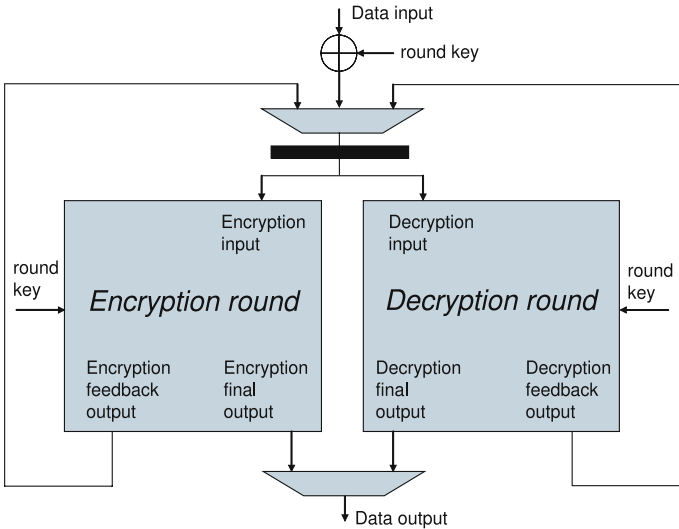 Data input
round key
Encryption
input
Decryption
input
round
key
Encryption round
Decryption round
round
key
Encryption
feedback
output
Encryption
final
output
Decryption
final
output
Decryption
feedback
output
Data output